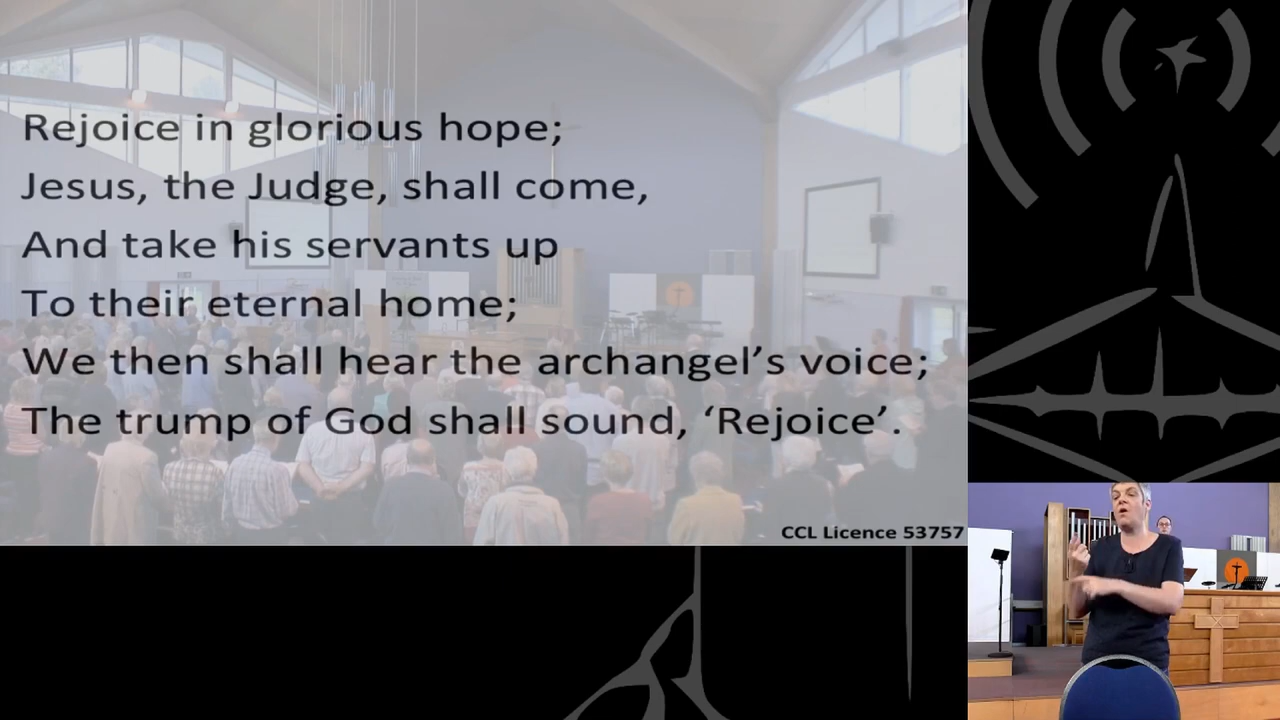 Rejoice in glorious hope;
Jesus, the Judge, shall come,
And take his servants up
To their eternal home;
We then shall hear the archangel’s voice;
The trump of God shall sound, ‘Rejoice’.
CCL Licence 53757